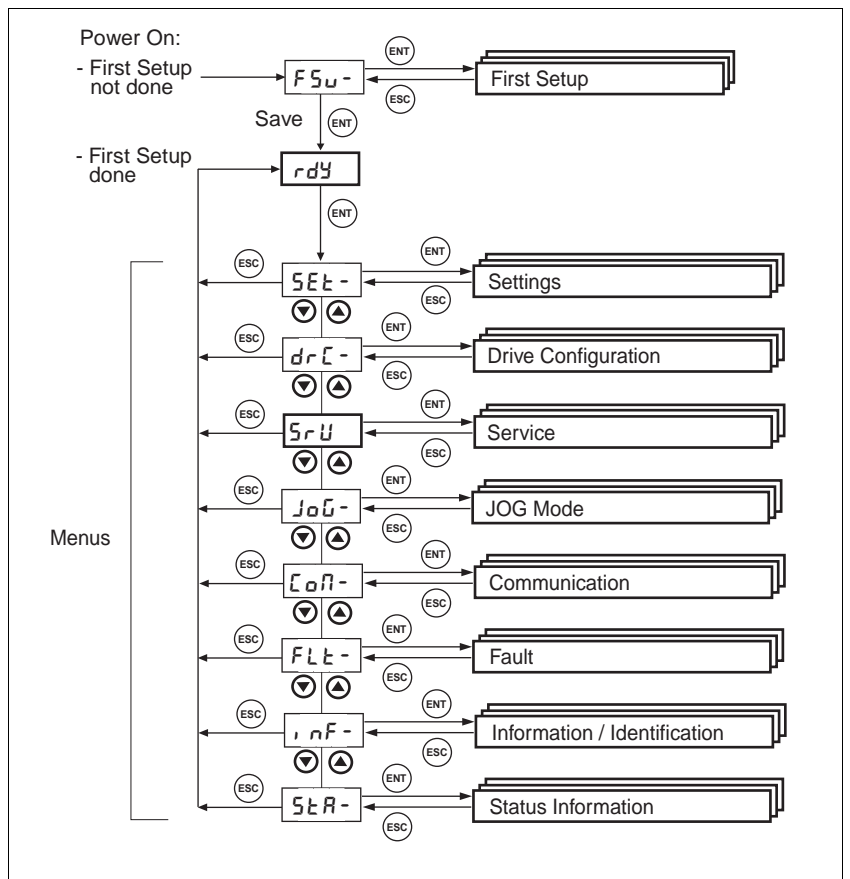 Power On:
- First Setup
not done
FSu-
ENT
ESC
First Setup
Save
ENT
- First Setup
done
rdy
ENT
Menus
ESC
SEt-
ENT
ESC
Settings
ESC
drC-
ENT
ESC
Drive Configuration
ESC
SrU
ENT
ESC
Service
ESC
JoG-
ENT
ESC
JOG Mode
ESC
CoM-
ENT
ESC
Communication
ESC
FLt-
ENT
ESC
Fault
ESC
inF-
ENT
ESC
Information / Identification
ESC
StA-
ENT
ESC
Status Information